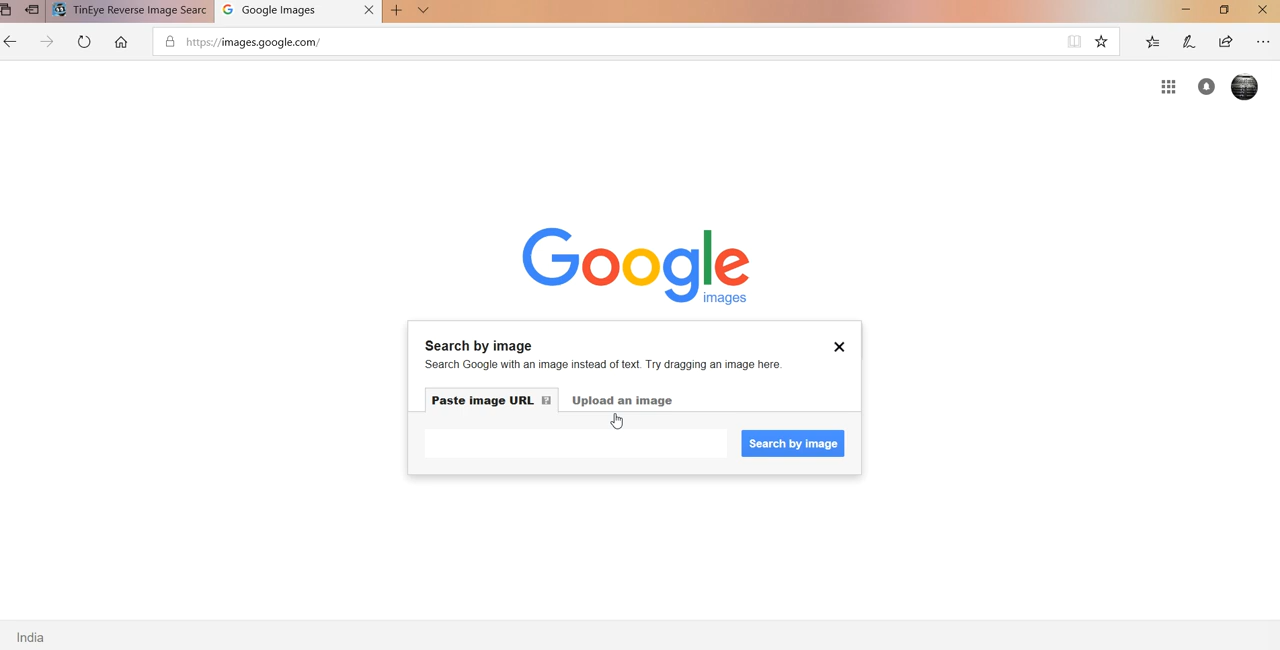 TinEye Reverse Image Searc
Google Images
https://images.google.com/
Google
images
Search by image
Search Google with an image instead of text. Try dragging an image here.
Paste image URL ?
Upload an image
Search by image
India